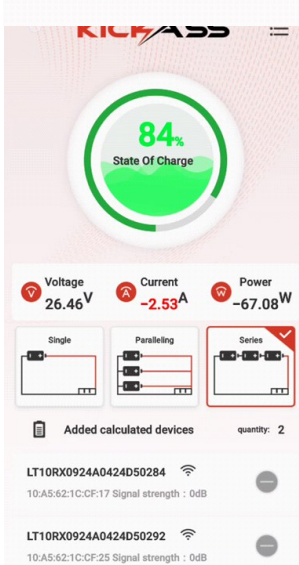 KICKASS
84%
State Of Charge
Voltage
26.46V
Current
-2.53A
Power
-67.08W
Single
Paralleling
Series
Added calculated devices
quantity: 2
LT10RX0924A0424D50284
10:A5:62:1C:CF:17 Signal strength : 0dB
LT10RX0924A0424D50292
10:A5:62:1C:CF:25 Signal strength : 0dB